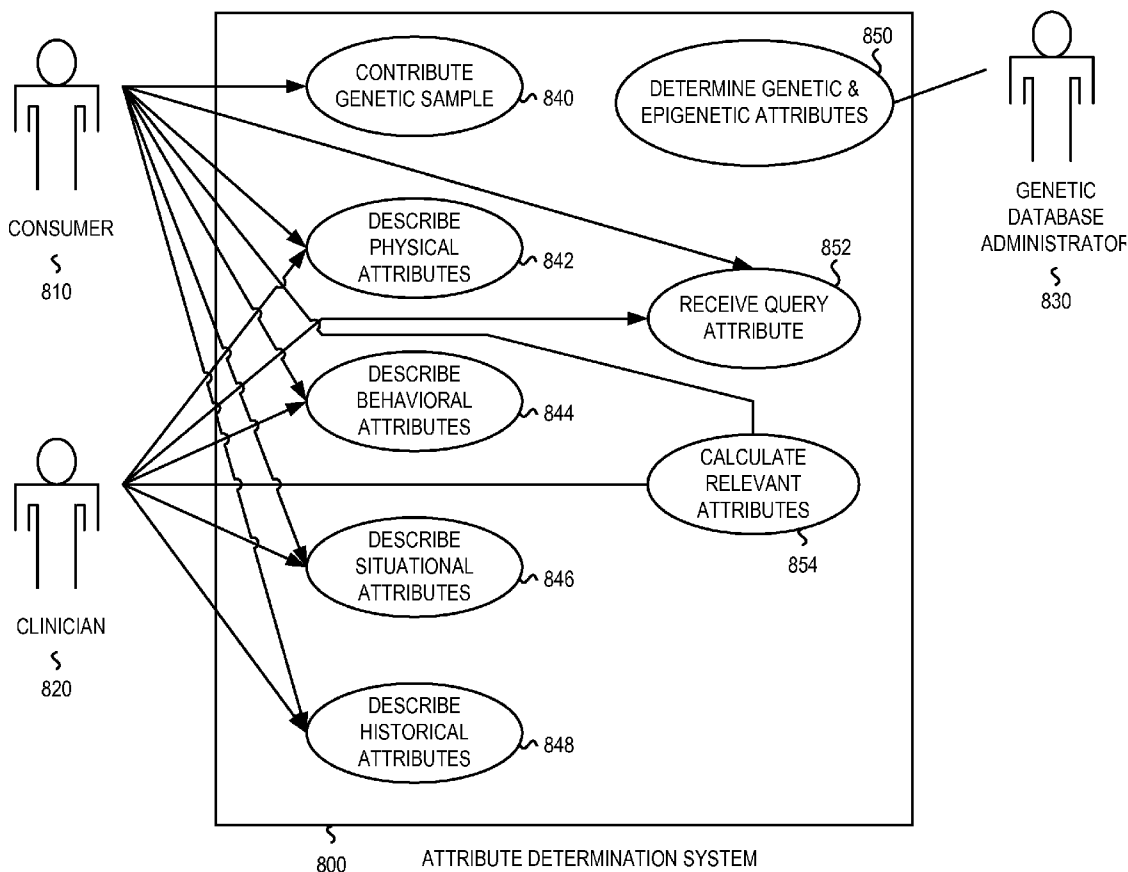 CONTRIBUTE
GENETIC SAMPLE
840
850
DETERMINE GENETIC &
EPIGENETIC ATTRIBUTES
CONSUMER
810
DESCRIBE
PHYSICAL
ATTRIBUTES
842
GENETIC
DATABASE
ADMINISTRATOR
830
852
RECEIVE QUERY
ATTRIBUTE
DESCRIBE
BEHAVIORAL
ATTRIBUTES
844
CALCULATE
RELEVANT
ATTRIBUTES
854
CLINICIAN
820
DESCRIBE
SITUATIONAL
ATTRIBUTES
846
DESCRIBE
HISTORICAL
ATTRIBUTES
848
800
ATTRIBUTE DETERMINATION SYSTEM